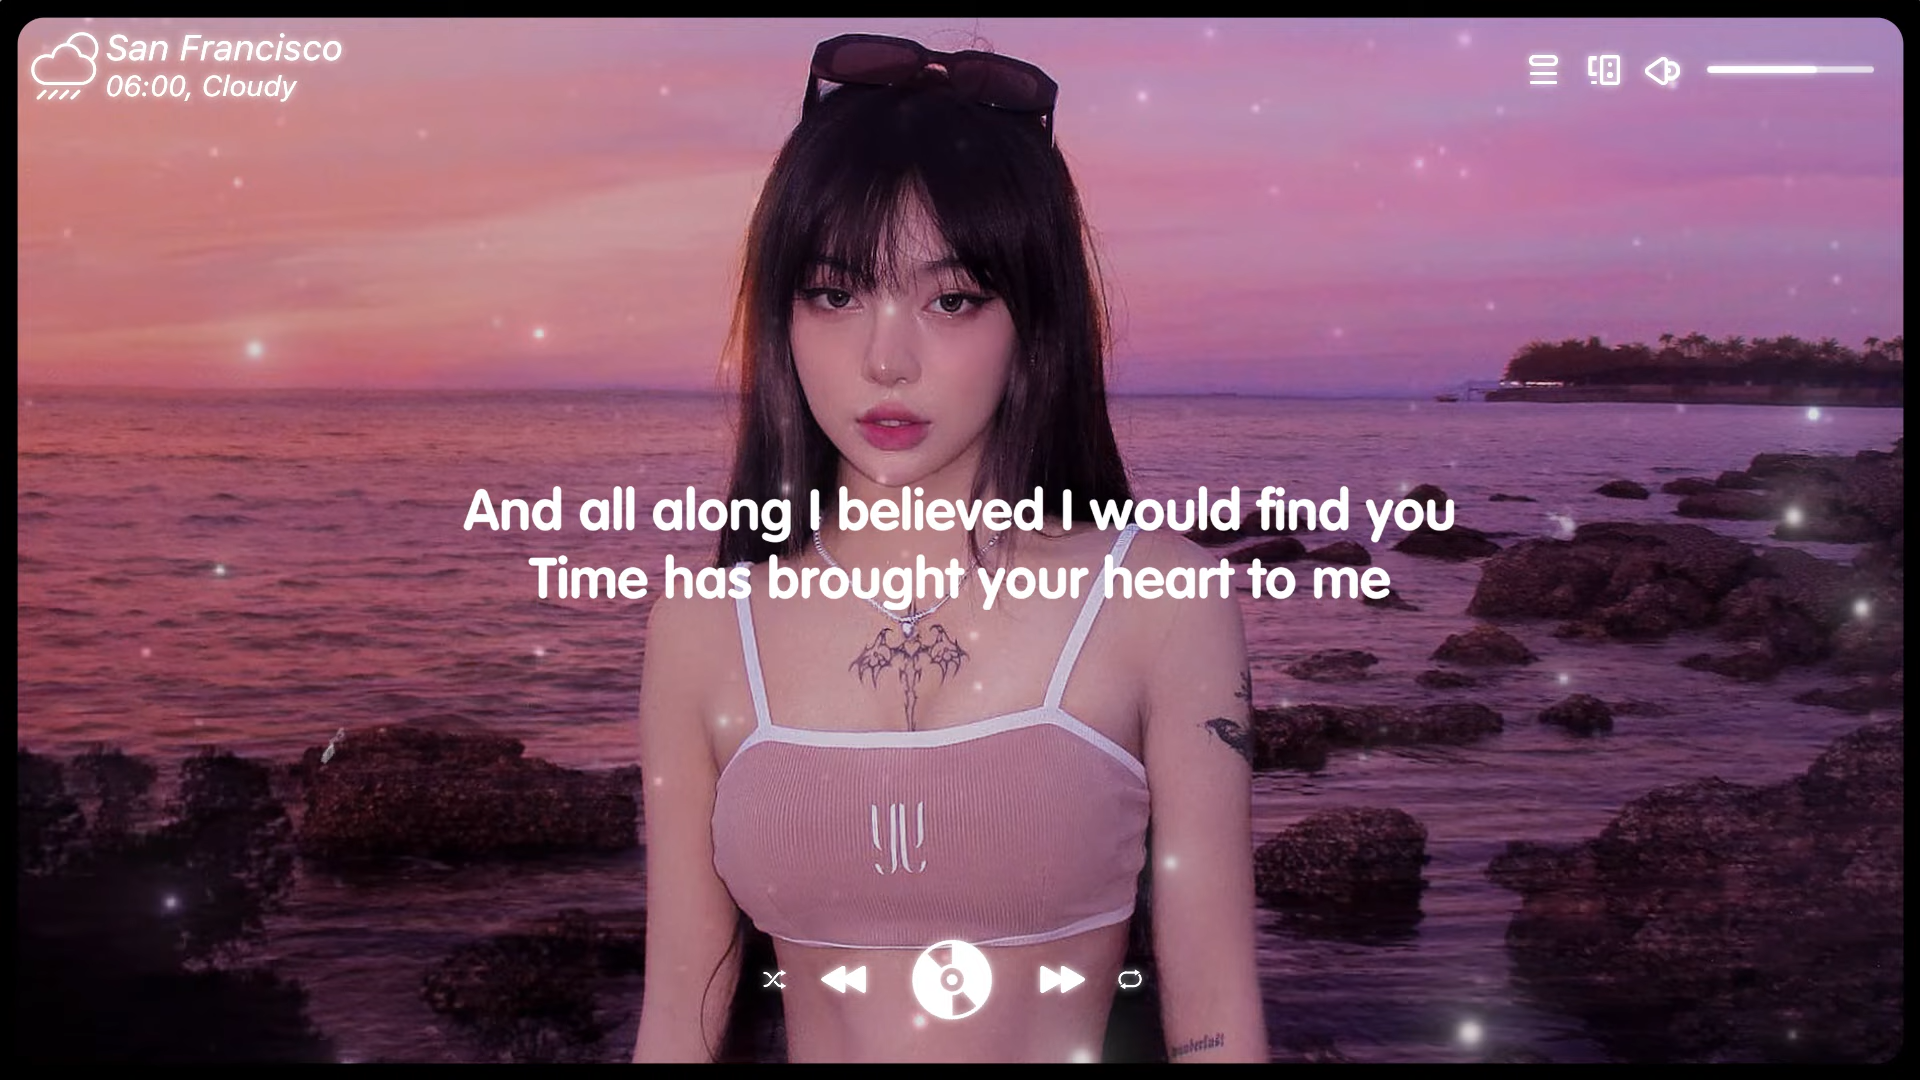 San Francisco
06:00, Cloudy
And all along I believed I would find you
Time has brought your heart to me
wanderlust